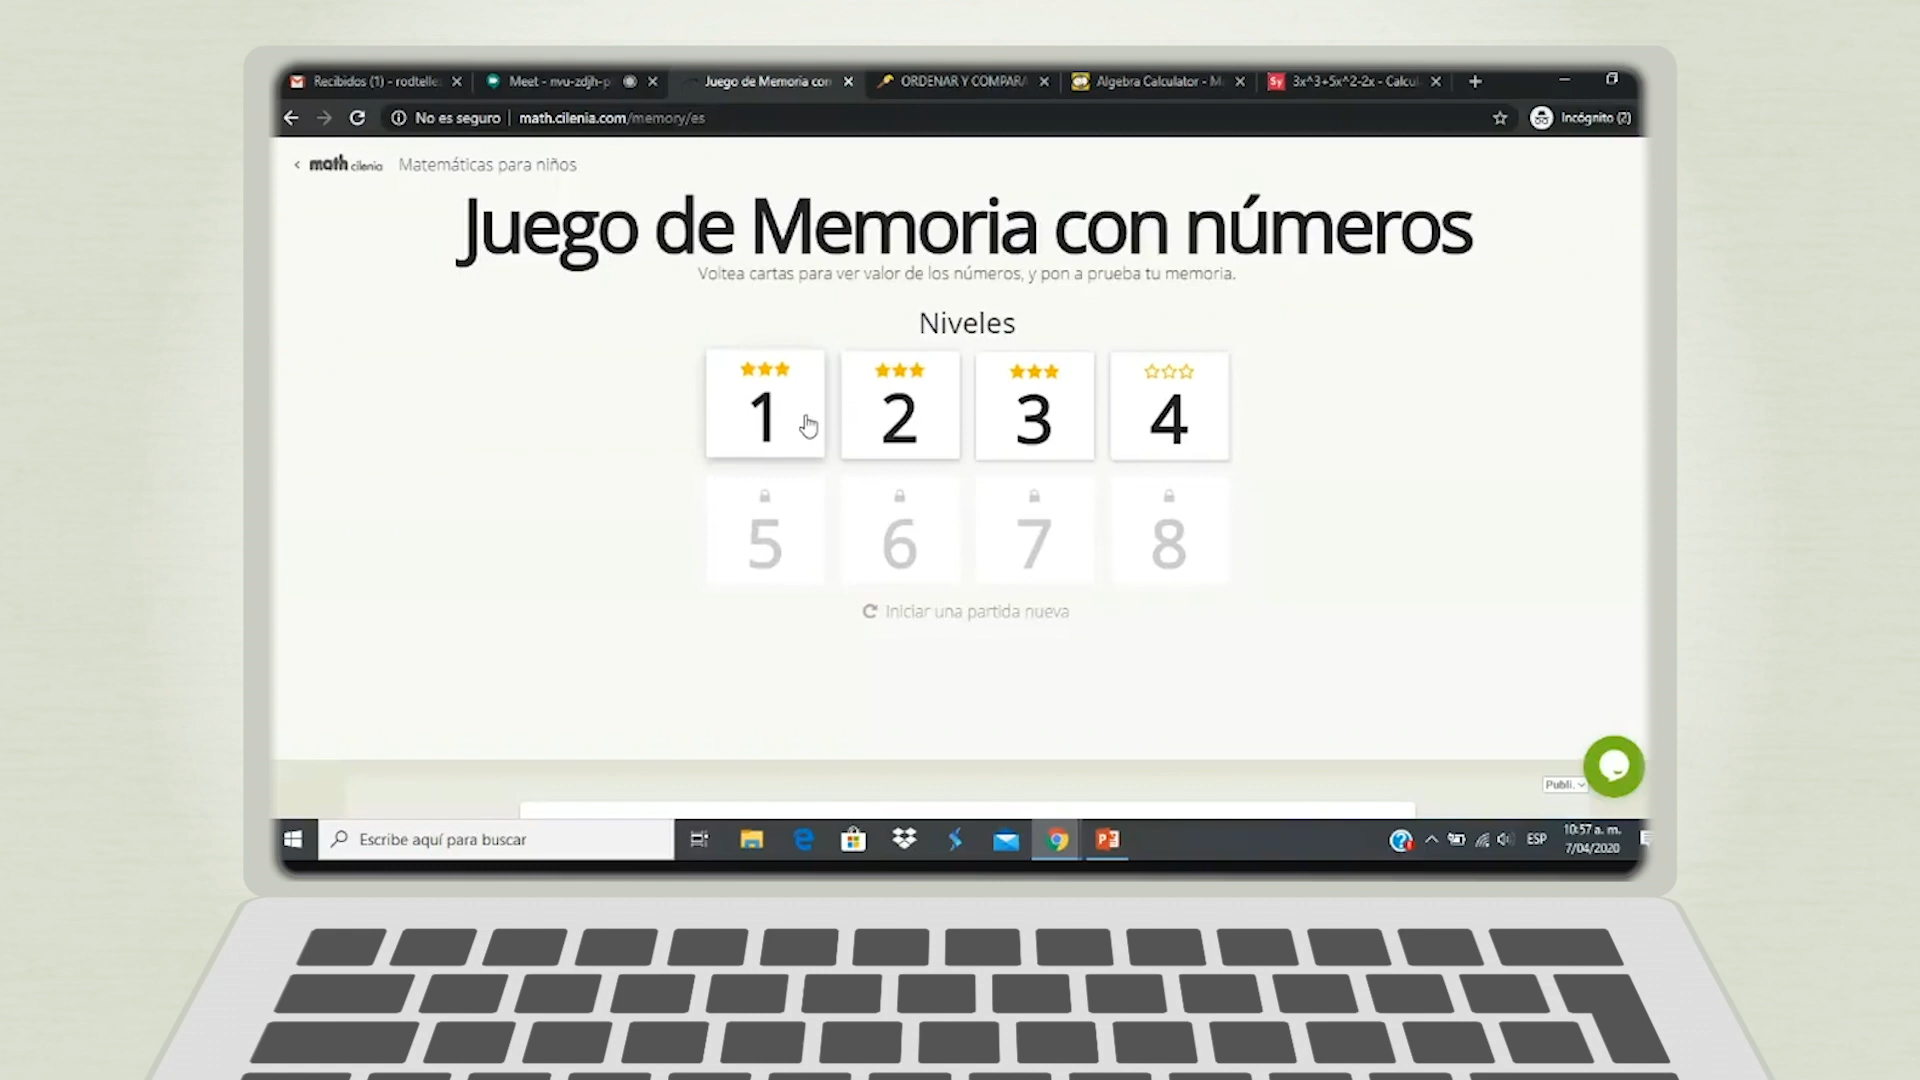 Recibidos (1) - rodtelle
Meet - nvu-zdjh-p
Juego de Memoria con
ORDENAR Y COMPARA
Algebra Calculator - M
Sy 3x^3+5x^2-2x - Calcul
No es seguro | math.cilenia.com/memory/es
Incógnito (2)
math cilenia Matemáticas para niños
Juego de Memoria con números
Voltea cartas para ver valor de los números, y pon a prueba tu memoria.
Niveles
1 2 3 4
5 6 7 8
Iniciar una partida nueva
Publi.
Escribe aquí para buscar
ESP
10:57 a. m.
7/04/2020